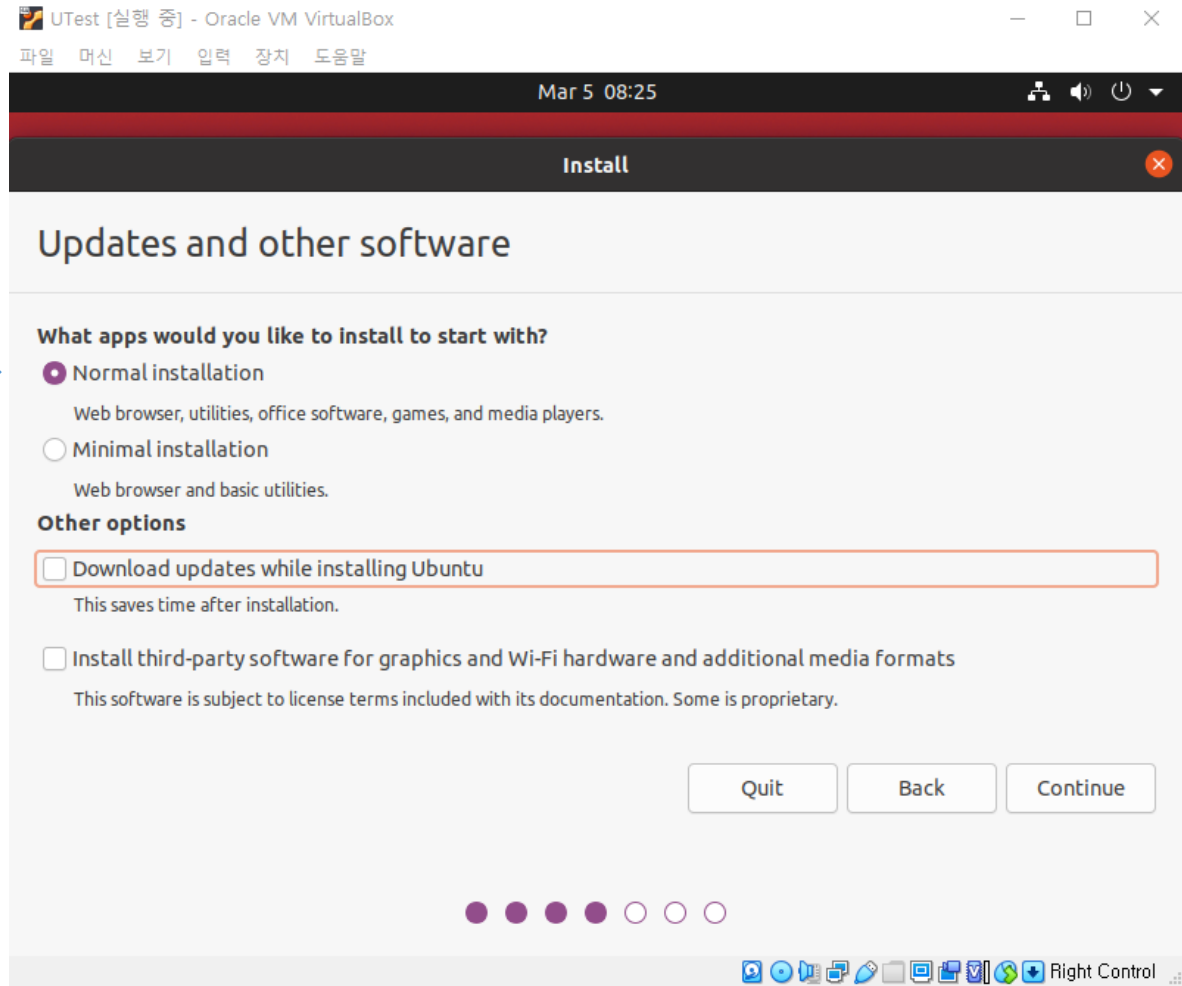 UTest [실행 중] - Oracle VM VirtualBox
파일 머신 보기 입력 장치 도움말
Mar 5 08:25
Install
Updates and other software
What apps would you like to install to start with?
Normal installation
Web browser, utilities, office software, games, and media players.
Minimal installation
Web browser and basic utilities.
Other options
Download updates while installing Ubuntu
This saves time after installation.
Install third-party software for graphics and Wi-Fi hardware and additional media formats
This software is subject to license terms included with its documentation. Some is proprietary.
Quit Back Continue
Right Control